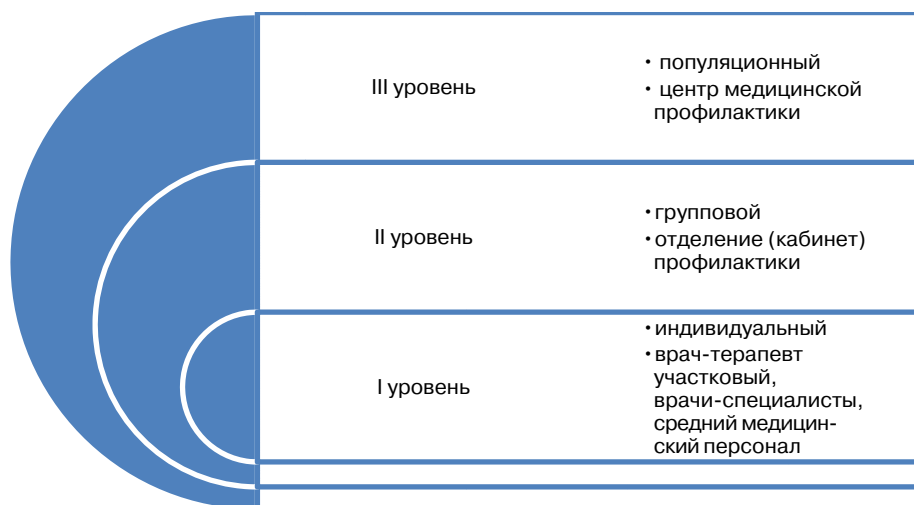 III уровень
• популяционный
• центр медицинской
профилактики
II уровень
• групповой
• отделение (кабинет)
профилактики
I уровень
• индивидуальный
• врач-терапевт
участковый,
врачи-специалисты,
средний медицин-
ский персонал